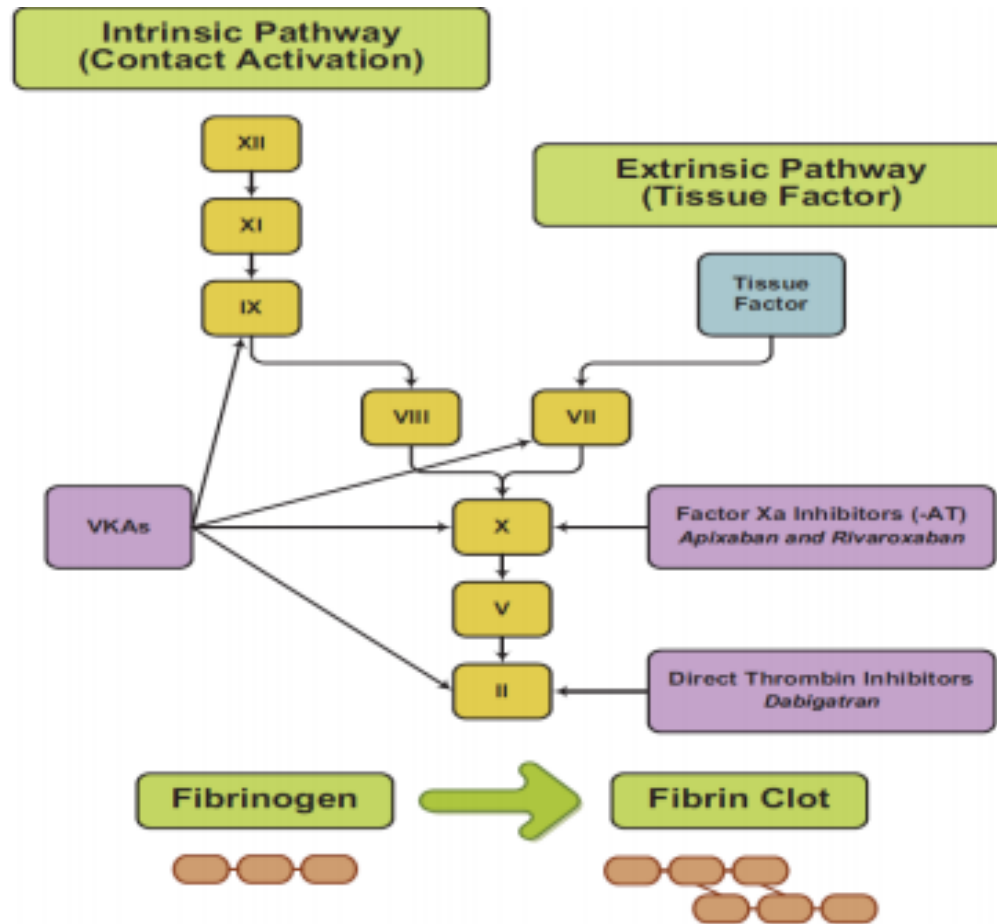 Intrinsic Pathway
(Contact Activation)
XII
Extrinsic Pathway
(Tissue Factor)
XI
IX
Tissue
Factor
VIII
VII
VKAs
X
Factor Xa Inhibitors (-AT)
Apixaban and Rivaroxaban
V
II
Direct Thrombin Inhibitors
Dabigatran
Fibrinogen
Fibrin Clot